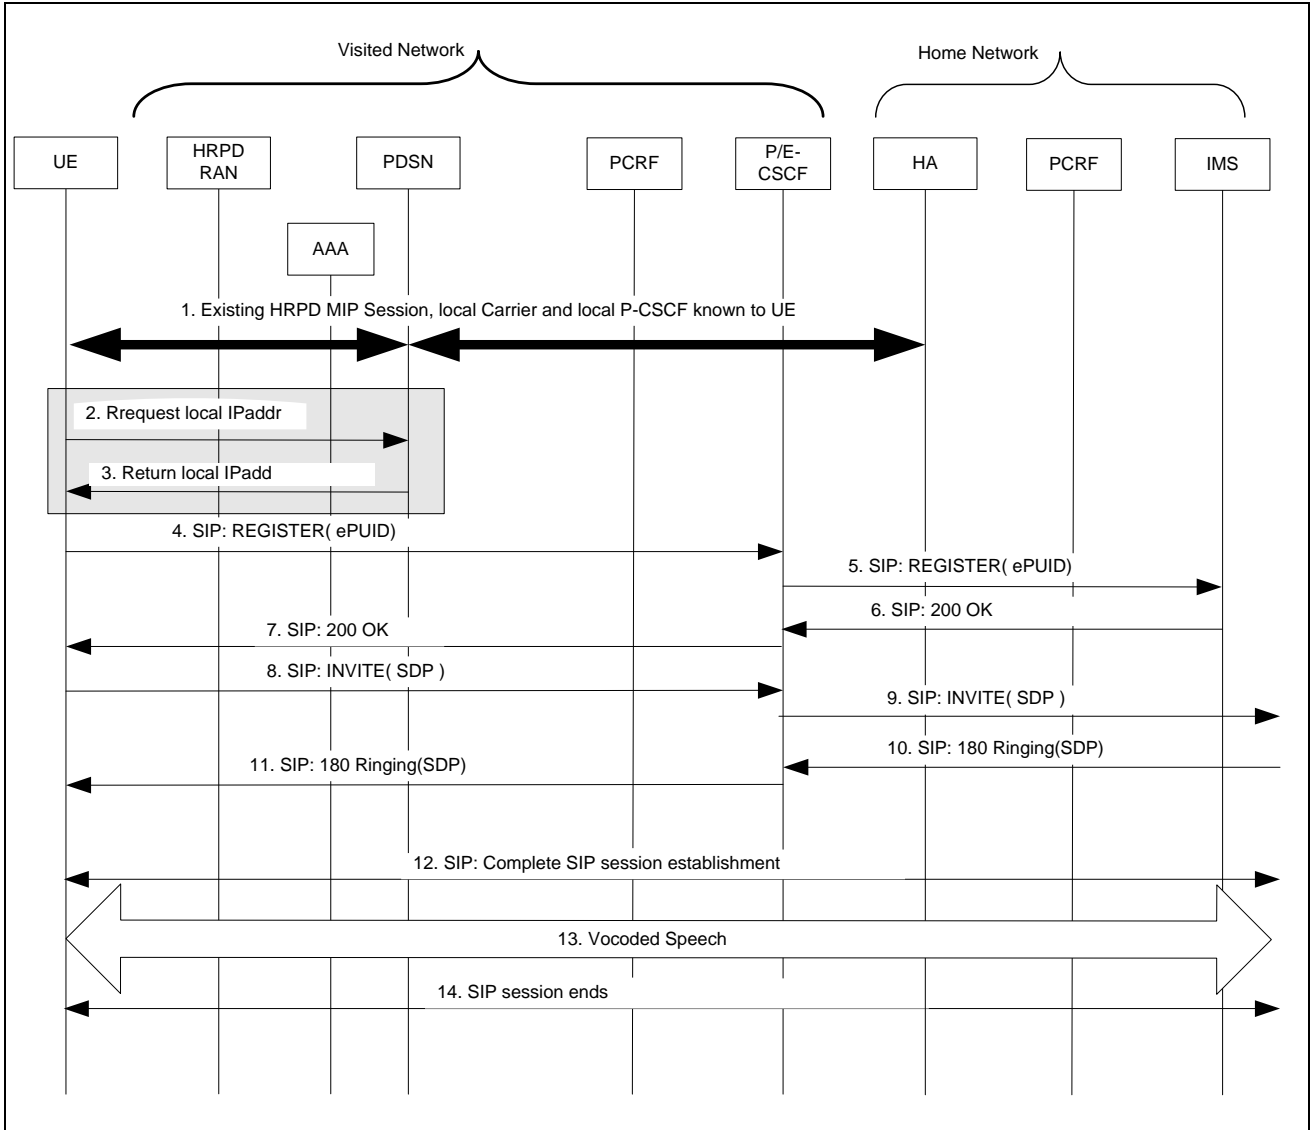 Visited Network
Home Network
UE
HRPD
RAN
PDSN
PCRF
P/E-
CSCF
HA
PCRF
IMS
AAA
1. Existing HRPD MIP Session, local Carrier and local P-CSCF known to UE
2. Rrequest local IPaddr
3. Return local IPadd
4. SIP: REGISTER( ePUID)
5. SIP: REGISTER( ePUID)
6. SIP: 200 OK
7. SIP: 200 OK
8. SIP: INVITE( SDP )
9. SIP: INVITE( SDP )
10. SIP: 180 Ringing(SDP)
11. SIP: 180 Ringing(SDP)
12. SIP: Complete SIP session establishment
13. Vocoded Speech
14. SIP session ends